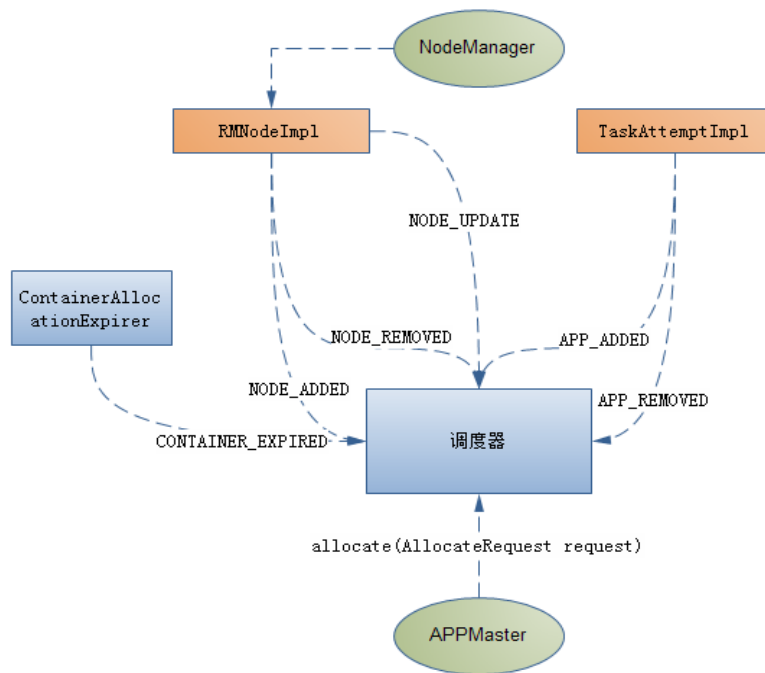 NodeManager
RMNodeImpl
TaskAttemptImpl
NODE_UPDATE
ContainerAlloc
ationExpirer
NODE_REMOVED
APP_ADDED
NODE_ADDED
APP_REMOVED
CONTAINER_EXPIRED
调度器
allocate(AllocateRequest request)
APPMaster